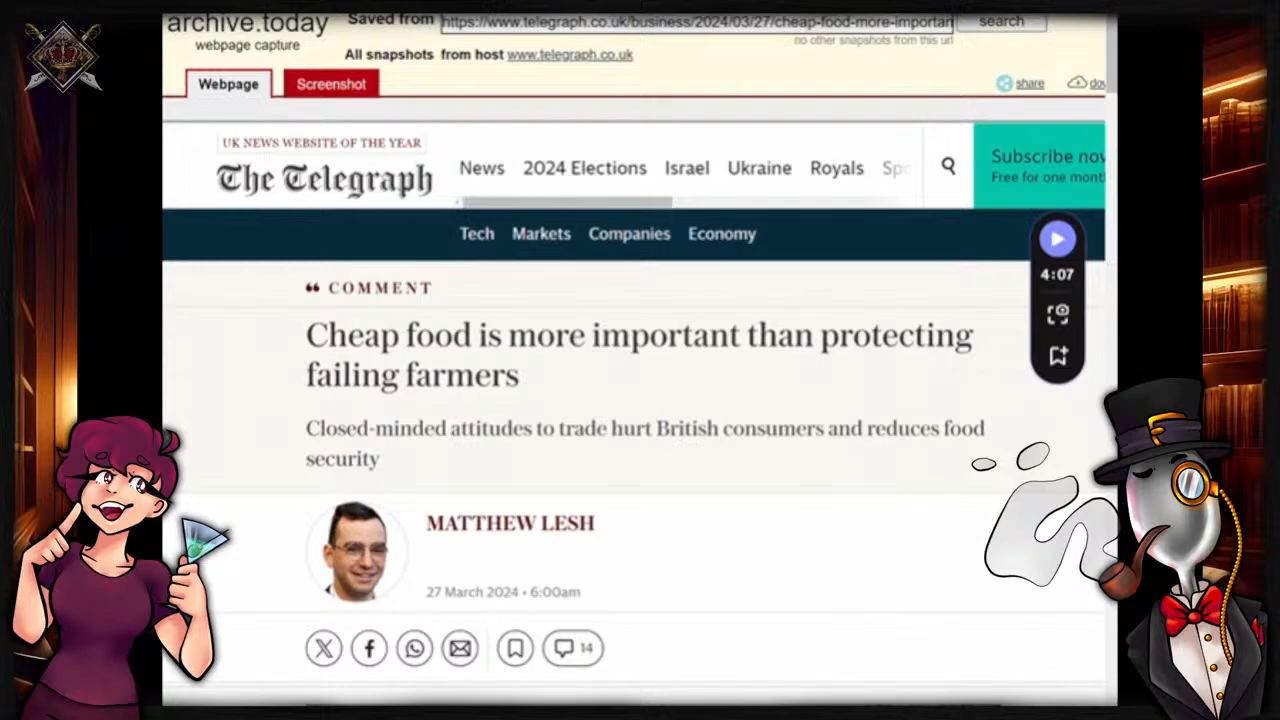 archive.today
Saved from https://www.telegraph.co.uk/business/2024/03/27/cheap-food-more-importan search
webpage capture
no other snapshots from this url
All snapshots from host www.telegraph.co.uk
Webpage Screenshot
share dow
UK NEWS WEBSITE OF THE YEAR
The Telegraph
News 2024 Elections Israel Ukraine Royals Spo
Subscribe now
Free for one month
Tech Markets Companies Economy
4:07
COMMENT
Cheap food is more important than protecting
failing farmers
Closed-minded attitudes to trade hurt British consumers and reduces food
security
MATTHEW LESH
27 March 2024 • 6:00am
14